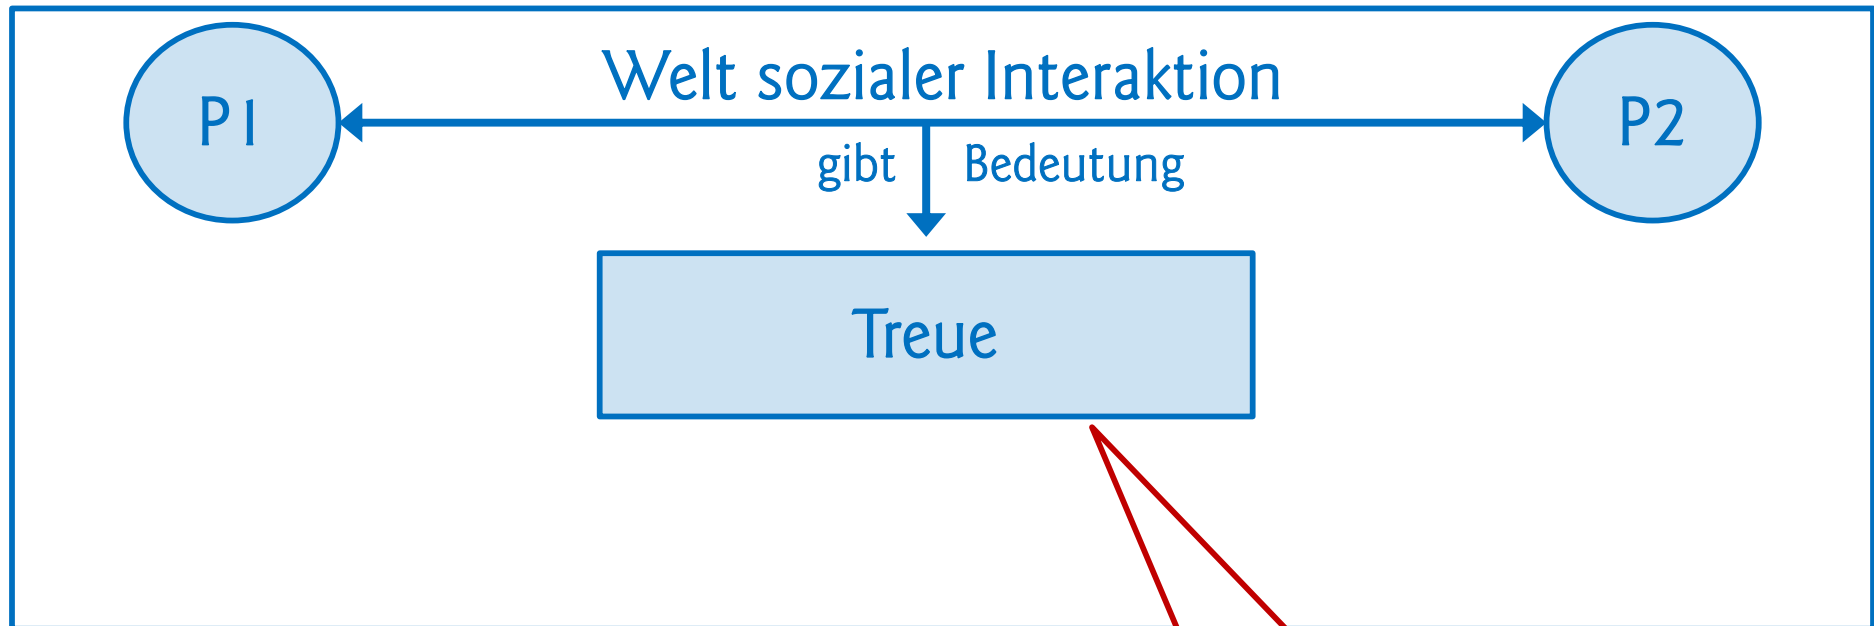 Welt sozialer Interaktion
P1
P2
gibt Bedeutung
Treue